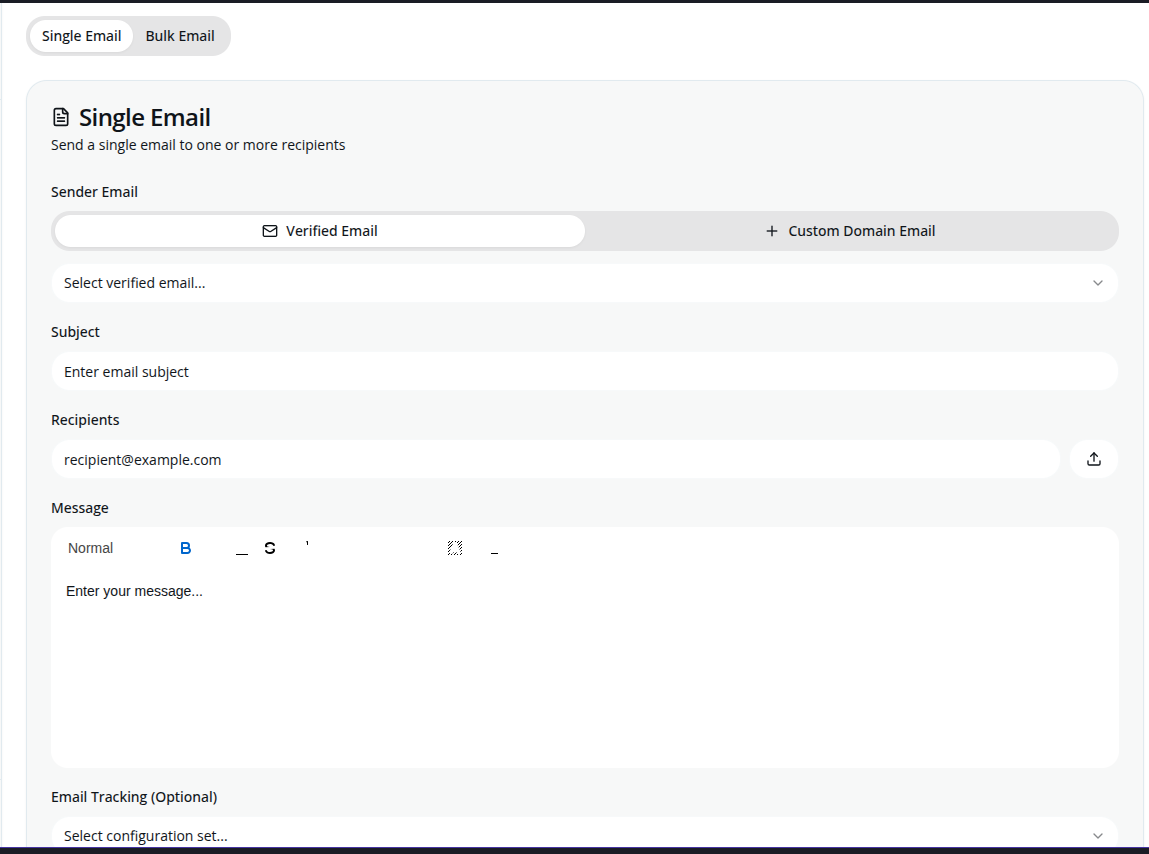 Single Email Bulk Email
Single Email
Send a single email to one or more recipients
Sender Email
Verified Email Custom Domain Email
Select verified email...
Subject
Enter email subject
Recipients
recipient@example.com
Message
Normal B S
Enter your message...
Email Tracking (Optional)
Select configuration set...